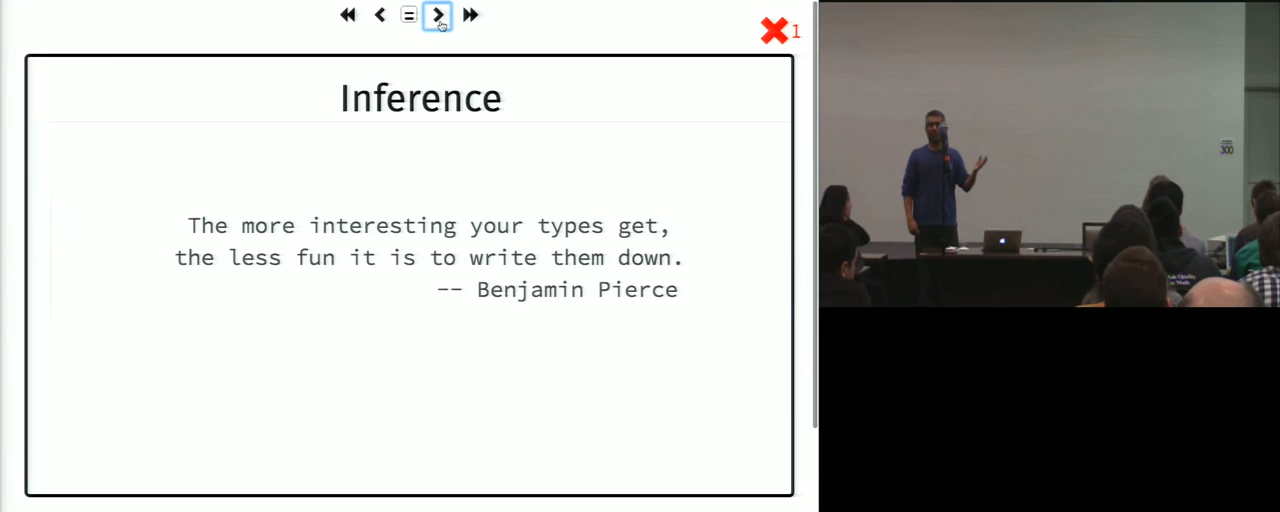 =
1
Inference
The more interesting your types get,
the less fun it is to write them down.
-- Benjamin Pierce
300